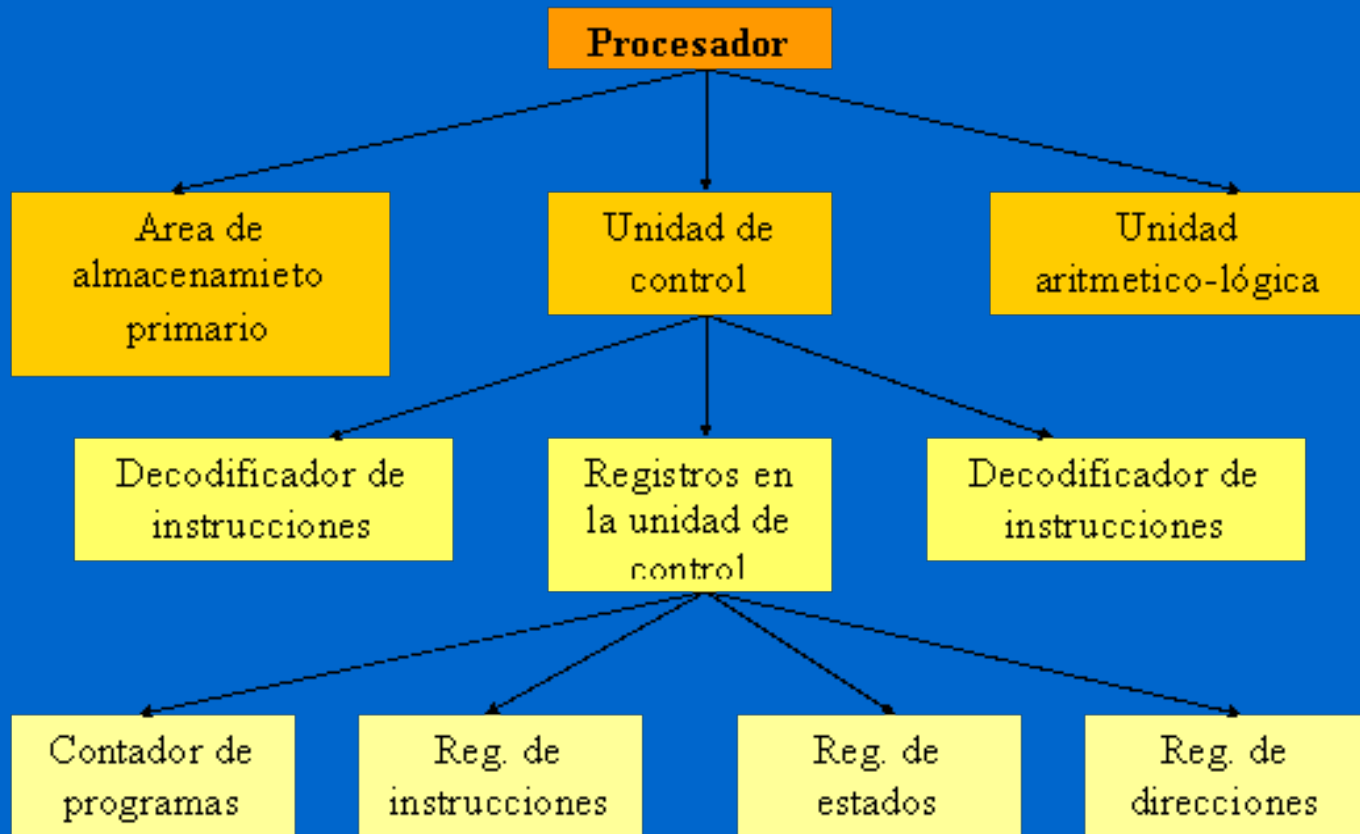 Procesador
Area de
almacenamieto
primario
Unidad de
control
Unidad
aritmetico-lógica
Decodificador de
instrucciones
Registros en
la unidad de
control
Decodificador de
instrucciones
Contador de
programas
Reg. de
instrucciones
Reg. de
estados
Reg. de
direcciones